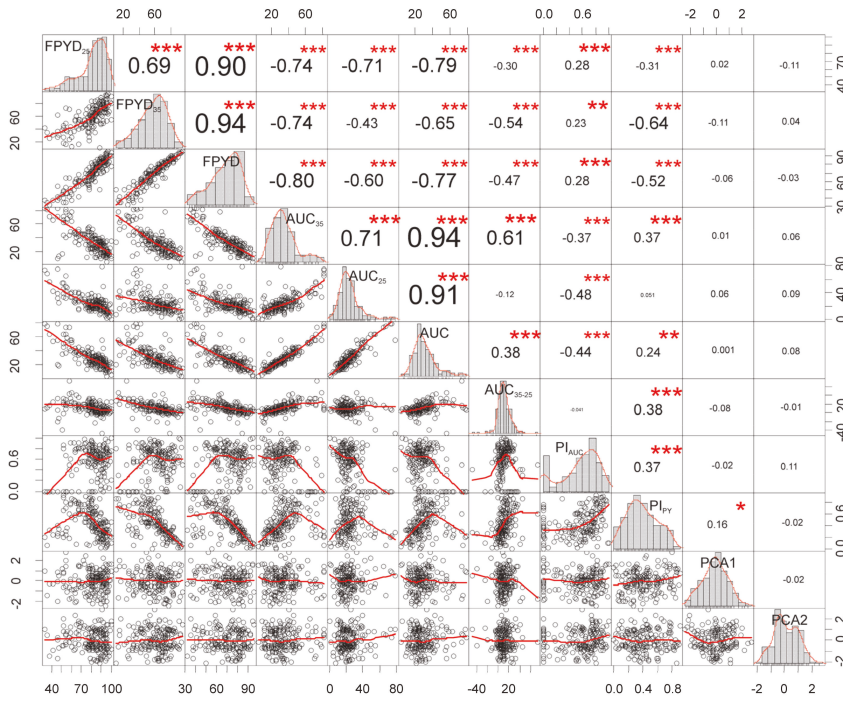 20 60 20 60 20 60 0.0 0.6 -2 0 2
FPYD25 0.69 *** 0.90 *** -0.74 *** -0.71 *** -0.79 *** -0.30 *** 0.28 *** -0.31 *** 0.02 -0.11 40 70
20 60 FPYD35 0.94 *** -0.74 *** -0.43 *** -0.65 *** -0.54 *** 0.23 ** -0.64 *** -0.11 0.04
FPYD -0.80 *** -0.60 *** -0.77 *** -0.47 *** 0.28 *** -0.52 *** -0.06 -0.03 30 60 90
20 60 AUC35 0.71 *** 0.94 *** 0.61 *** -0.37 *** 0.37 *** 0.01 0.06
AUC25 0.91 *** -0.12 -0.48 *** 0.051 0.06 0.09 0 40 80
20 60 AUC 0.38 *** -0.44 *** 0.24 ** 0.001 0.08
AUC35-25 -0.041 0.38 *** -0.08 -0.01 -40 20
0.0 0.6 PIAUC 0.37 *** -0.02 0.11
PIPY 0.16 * -0.02 0.0 0.6
-2 0 2 PCA1 -0.02
PCA2 -2 0 2
40 70 100 30 60 90 0 40 80 -40 20 0.0 0.4 0.8 -2 0 2